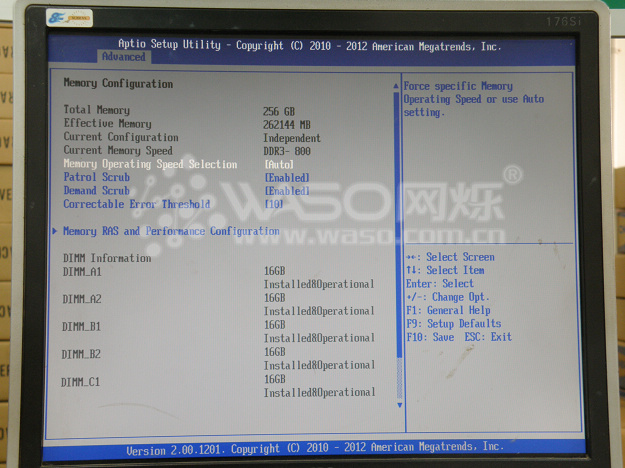 176Si
Aptio Setup Utility - Copyright (C) 2010 - 2012 American Megatrends, Inc.
Advanced
Memory Configuration
Total Memory 256 GB
Effective Memory 262144 MB
Current Configuration Independent
Current Memory Speed DDR3- 800
Memory Operating Speed Selection [Auto]
Patrol Scrub [Enabled]
Demand Scrub [Enabled]
Correctable Error Threshold [10]
Memory RAS and Performance Configuration
DIMM Information
DIMM_A1 16GB
Installed&Operational
DIMM_A2 16GB
Installed&Operational
DIMM_B1 16GB
Installed&Operational
DIMM_B2 16GB
Installed&Operational
DIMM_C1 16GB
Installed&Operational
Force specific Memory
Operating Speed or use Auto
setting.
→←: Select Screen
↑↓: Select Item
Enter: Select
+/-: Change Opt.
F1: General Help
F9: Setup Defaults
F10: Save ESC: Exit
Version 2.00.1201. Copyright (C) 2010 - 2012 American Megatrends, Inc.
WASO网烁®
www.waso.com.cn